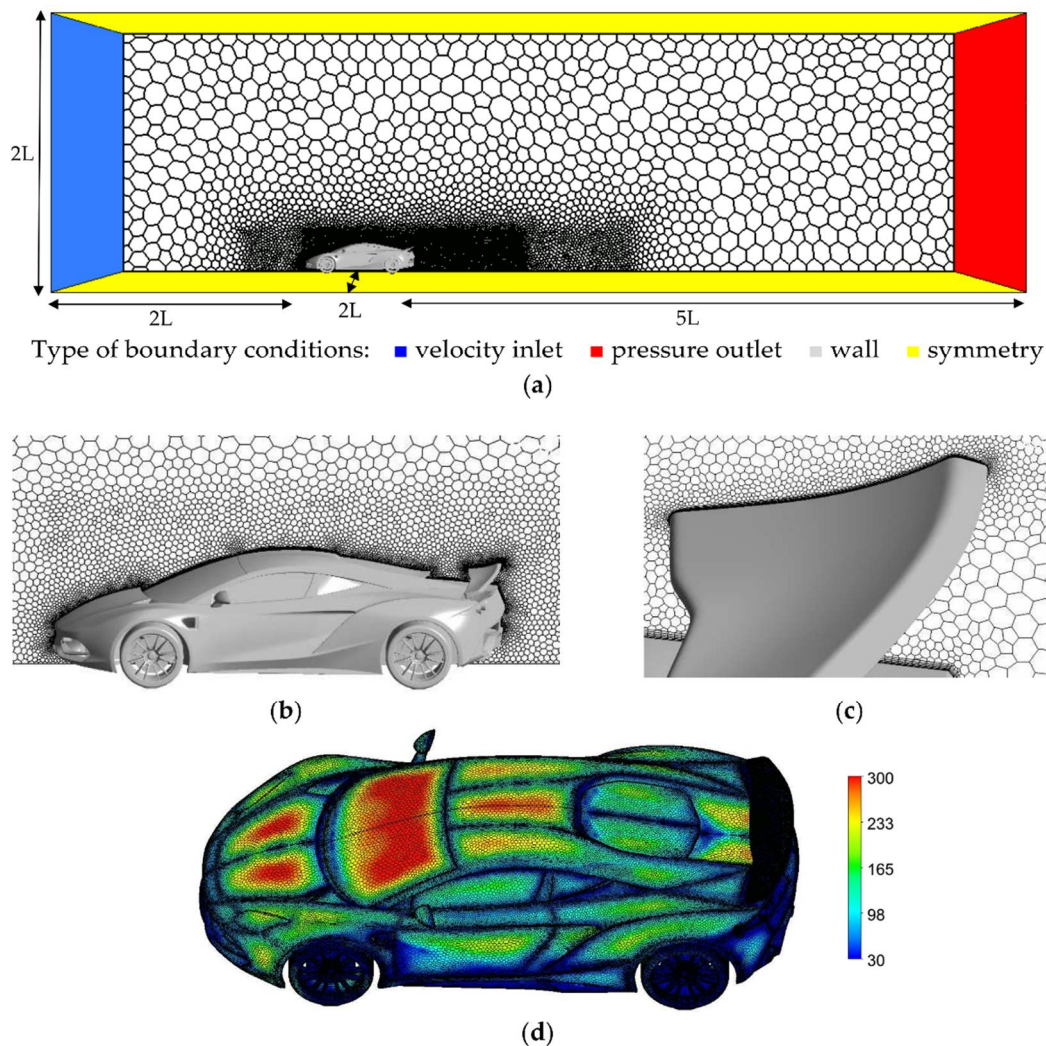 2L
2L
2L
5L
Type of boundary conditions: velocity inlet pressure outlet wall symmetry
(a)
(b)
(c)
300
233
165
98
30
(d)